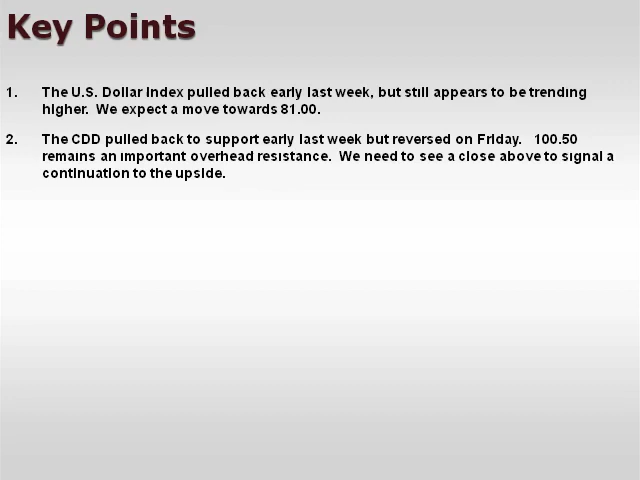 Key Points
1. The U.S. Dollar Index pulled back early last week, but still appears to be trending
higher.  We expect a move towards 81.00.
2. The CDD pulled back to support early last week but reversed on Friday.   100.50
remains an important overhead resistance.  We need to see a close above to signal a
continuation to the upside.